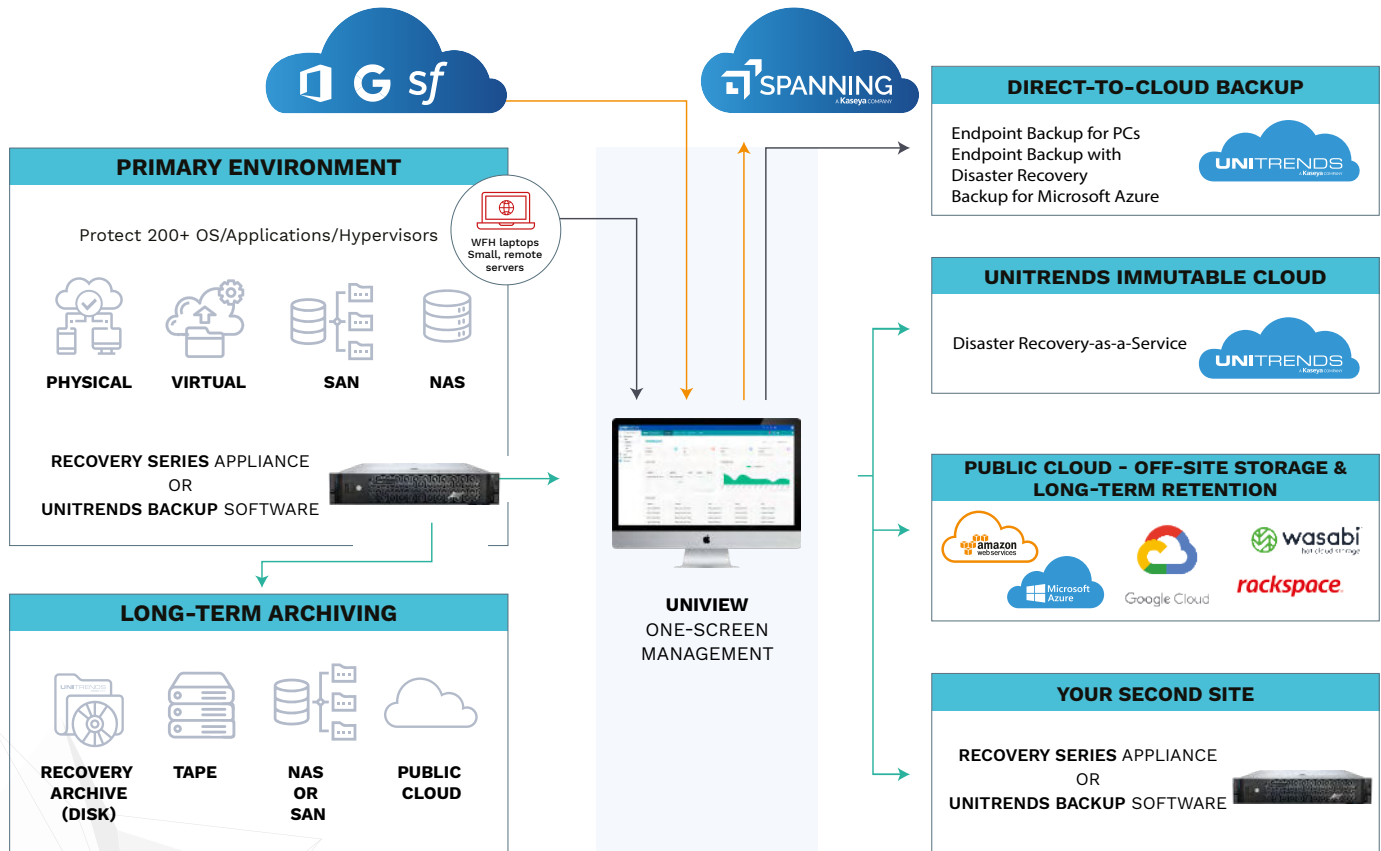 G sf
SPANNING
A Kaseya COMPANY
PRIMARY ENVIRONMENT
Protect 200+ OS/Applications/Hypervisors
WFH laptops
Small, remote
servers
PHYSICAL
VIRTUAL
SAN
NAS
RECOVERY SERIES APPLIANCE
OR
UNITRENDS BACKUP SOFTWARE
LONG-TERM ARCHIVING
UNITRENDS
RECOVERY
ARCHIVE
(DISK)
TAPE
NAS
OR
SAN
PUBLIC
CLOUD
UNIVIEW
ONE-SCREEN
MANAGEMENT
DIRECT-TO-CLOUD BACKUP
Endpoint Backup for PCs
Endpoint Backup with
Disaster Recovery
Backup for Microsoft Azure
UNITRENDS
A Kaseya COMPANY
UNITRENDS IMMUTABLE CLOUD
Disaster Recovery-as-a-Service
UNITRENDS
A Kaseya COMPANY
PUBLIC CLOUD - OFF-SITE STORAGE &
LONG-TERM RETENTION
amazon
web services
Microsoft
Azure
Google Cloud
wasabi
hot cloud storage
rackspace
YOUR SECOND SITE
RECOVERY SERIES APPLIANCE
OR
UNITRENDS BACKUP SOFTWARE